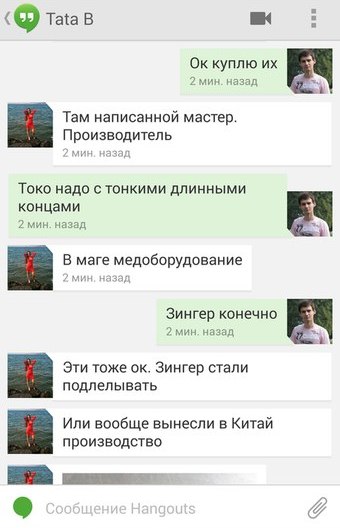 Tata B
Ок куплю их
2 мин. назад
Там написанной мастер.
Производитель
2 мин. назад
Токо надо с тонкими длинными
концами
2 мин. назад
В маге медоборудование
2 мин. назад
Зингер конечно
2 мин. назад
Эти тоже ок. Зингер стали
подлелывать
Или вообще вынесли в Китай
производство
Сообщение Hangouts